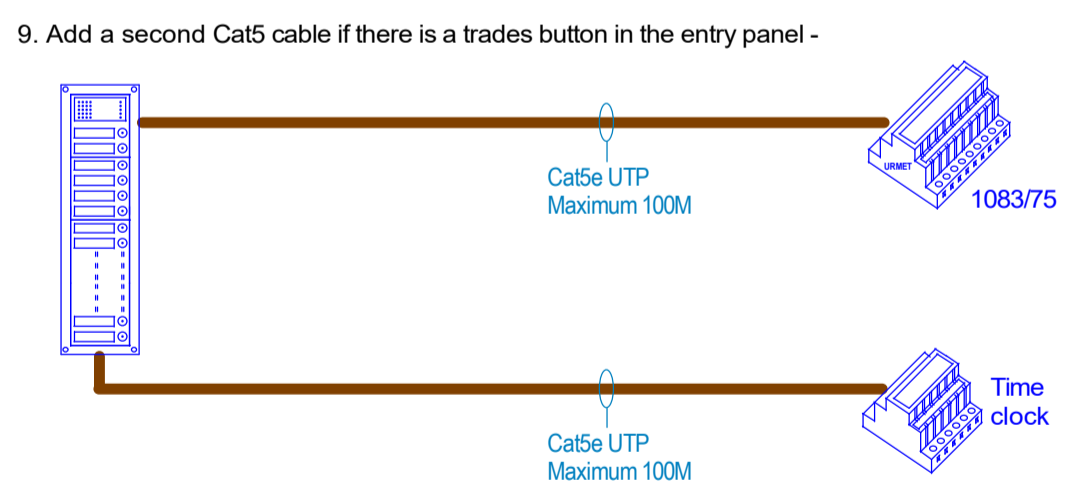 9. Add a second Cat5 cable if there is a trades button in the entry panel -
Cat5e UTP
Maximum 100M
URMET
1083/75
Time
clock
Cat5e UTP
Maximum 100M